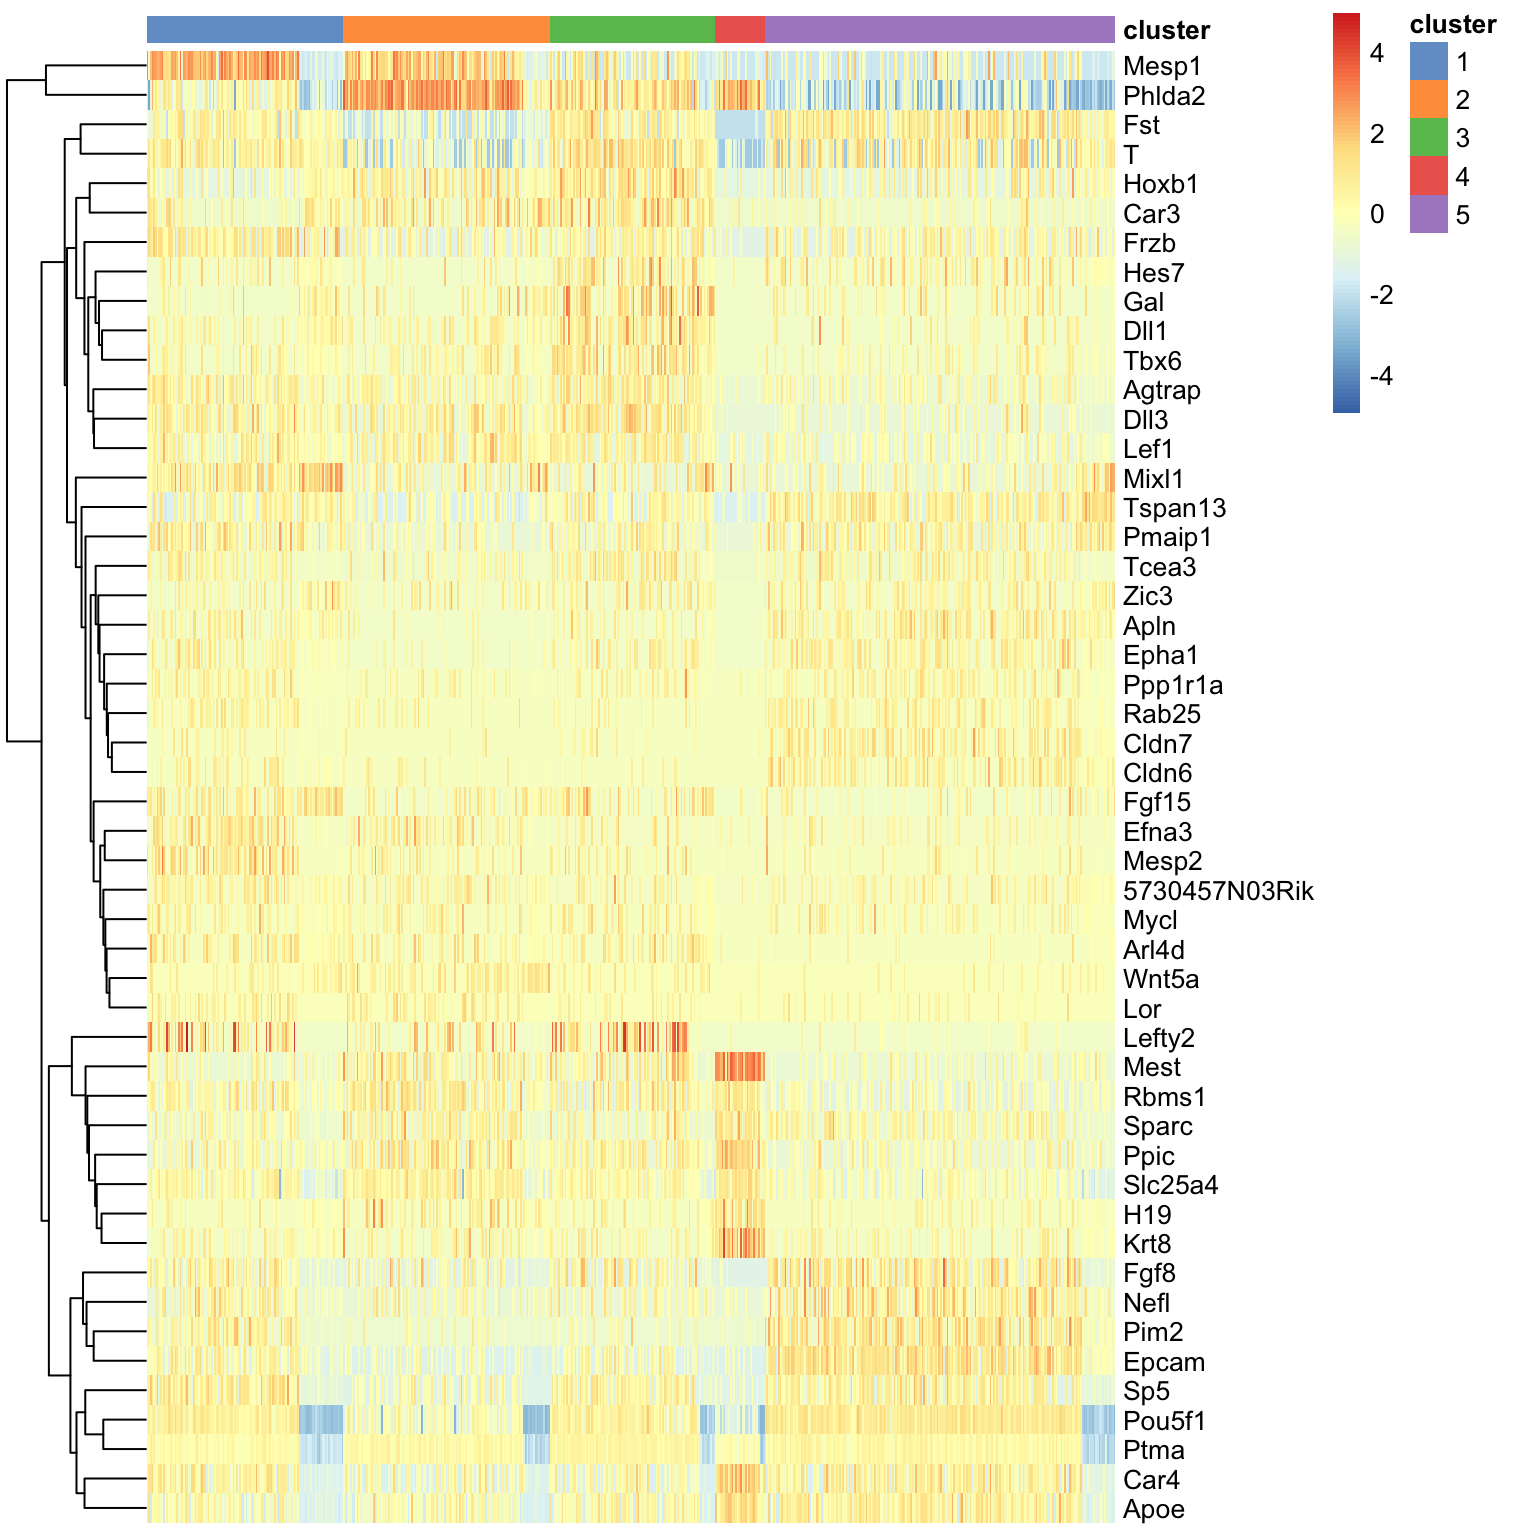 cluster
Mesp1
Phlda2
Fst
T
Hoxb1
Car3
Frzb
Hes7
Gal
Dll1
Tbx6
Agtrap
Dll3
Lef1
Mixl1
Tspan13
Pmaip1
Tcea3
Zic3
Apln
Epha1
Ppp1r1a
Rab25
Cldn7
Cldn6
Fgf15
Efna3
Mesp2
5730457N03Rik
Mycl
Arl4d
Wnt5a
Lor
Lefty2
Mest
Rbms1
Sparc
Ppic
Slc25a4
H19
Krt8
Fgf8
Nefl
Pim2
Epcam
Sp5
Pou5f1
Ptma
Car4
Apoe
4
2
0
-2
-4
cluster
1
2
3
4
5